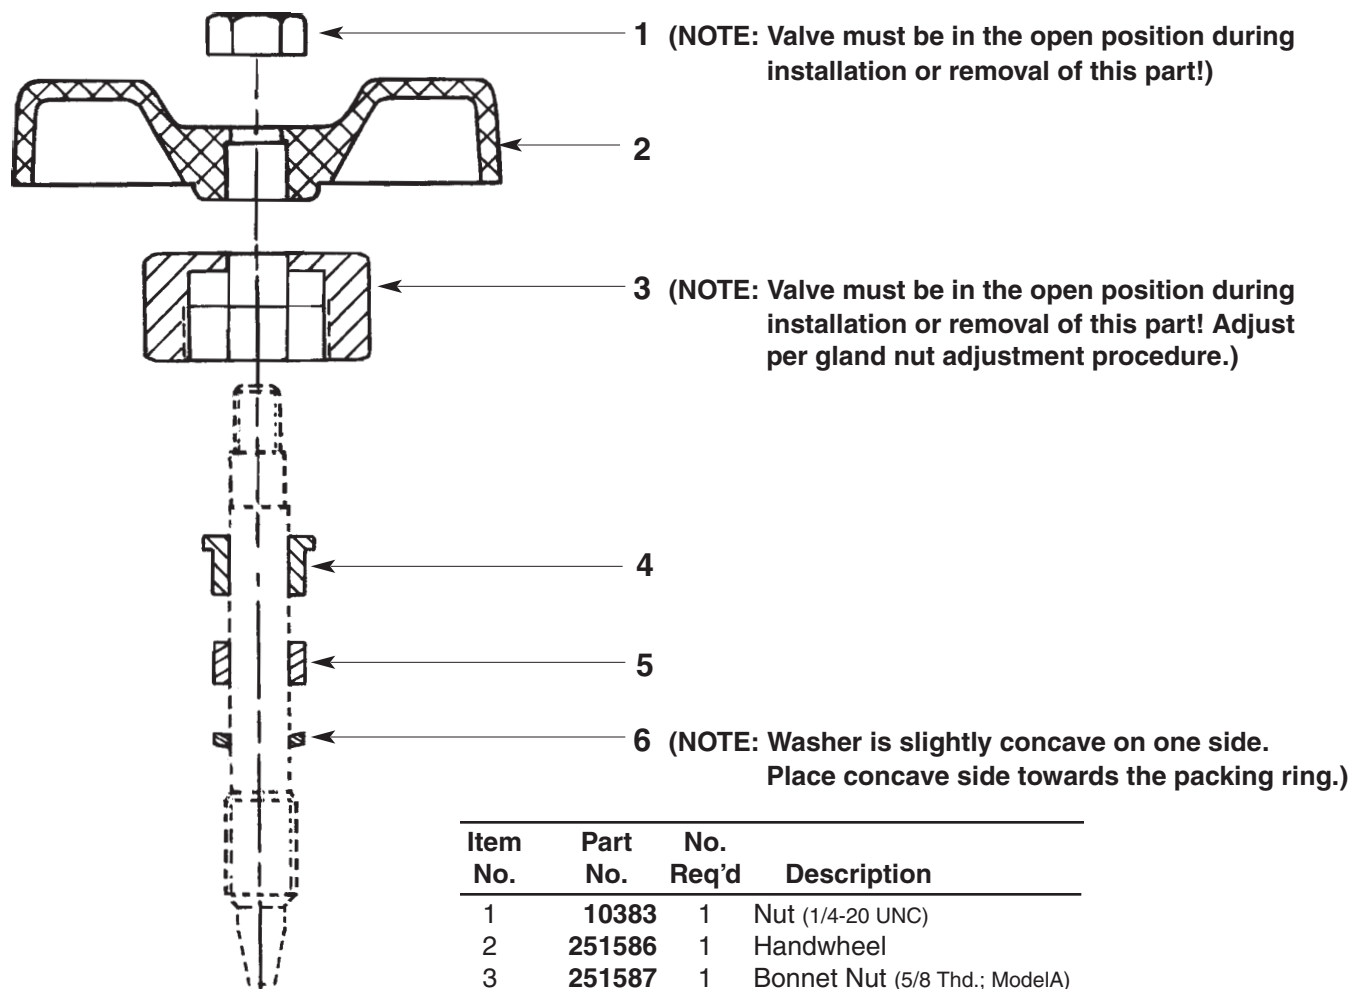 1 (NOTE: Valve must be in the open position during
installation or removal of this part!)
2
3 (NOTE: Valve must be in the open position during
installation or removal of this part! Adjust
per gland nut adjustment procedure.)
4
5
6 (NOTE: Washer is slightly concave on one side.
Place concave side towards the packing ring.)
Item Part No.
No. No. Req’d Description
1 10383 1 Nut (1/4-20 UNC)
2 251586 1 Handwheel
3 251587 1 Bonnet Nut (5/8 Thd.; ModelA)